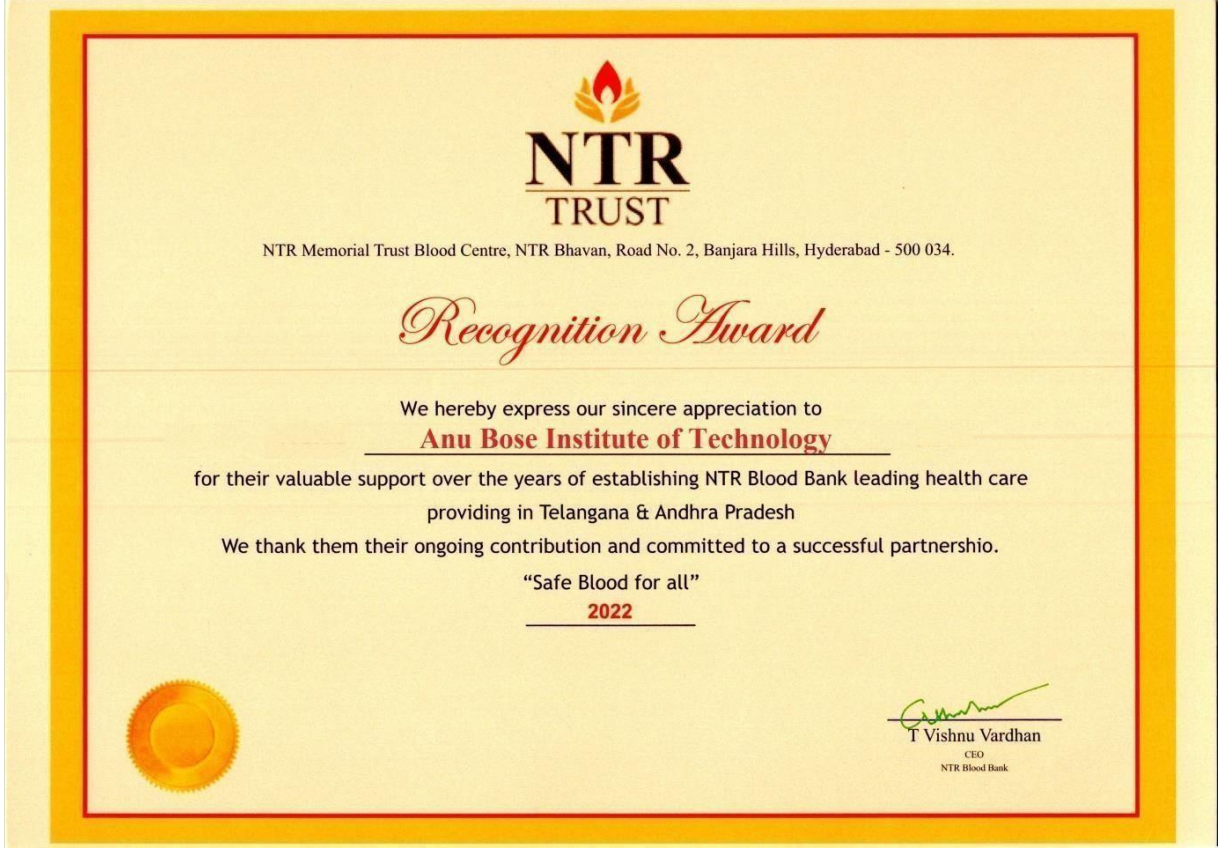 NTR
TRUST
NTR Memorial Trust Blood Centre, NTR Bhavan, Road No. 2, Banjara Hills, Hyderabad - 500 034.
Recognition Award
We hereby express our sincere appreciation to
Anu Bose Institute of Technology
for their valuable support over the years of establishing NTR Blood Bank leading health care
providing in Telangana & Andhra Pradesh
We thank them their ongoing contribution and committed to a successful partnershio.
“Safe Blood for all”
2022
T Vishnu Vardhan
CEO
NTR Blood Bank